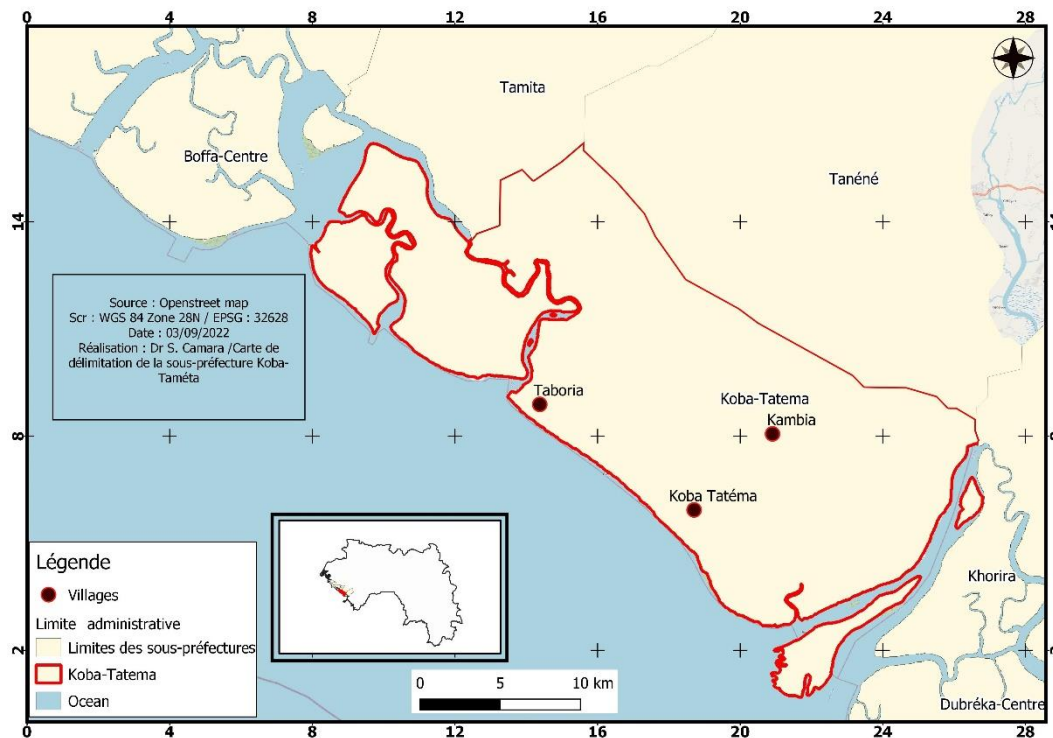 0 4 8 12 16 20 24 28
Tamita
Boffa-Centre
Tanéné
14 14
Source : Openstreet map
Scr : WGS 84 Zone 28N / EPSG : 32628
Date : 03/09/2022
Réalisation : Dr S. Camara /Carte de
délimitation de la sous-préfecture Koba-
Taméta
Taboria
Koba-Tatema
Kambia
8 8
Koba Tatéma
Khorira
Légende
Villages
Limite administrative
Limites des sous-préfectures
Koba-Tatema
Ocean
2 2
0 5 10 km
Dubréka-Centre
0 4 8 12 16 20 24 28